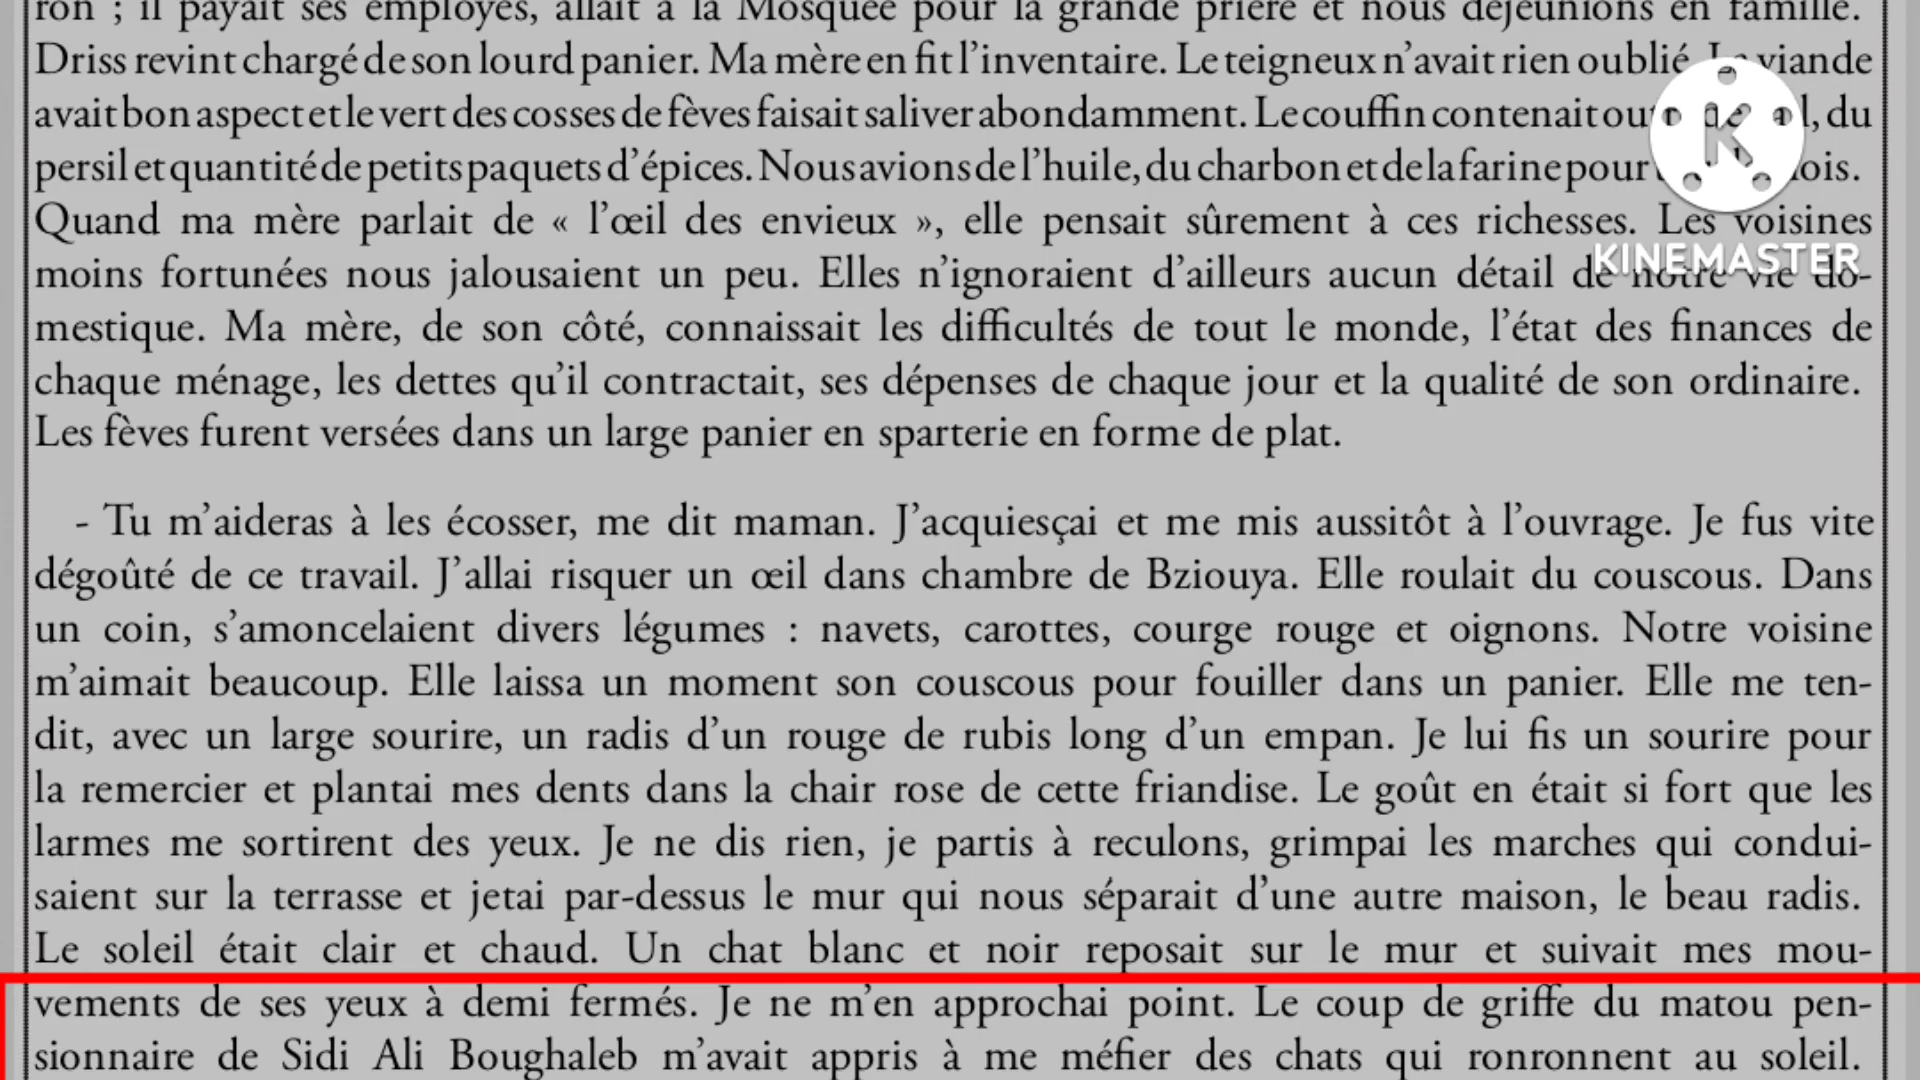 ron ; il payait ses employés, allait à la Mosquée pour la grande prière et nous déjeunions en famille.
Driss revint chargé de son lourd panier. Ma mère en fit l’inventaire. Le teigneux n’avait rien oublié. La viande
avait bon aspect et le vert des cosses de fèves faisait saliver abondamment. Le couffin contenait du
persil et quantité de petits paquets d’épices. Nous avions de l’huile, du charbon et de la farine pour
Quand ma mère parlait de « l’œil des envieux », elle pensait sûrement à ces richesses. Les voisines
moins fortunées nous jalousaient un peu. Elles n’ignoraient d’ailleurs aucun détail de notre vie do-
mestique. Ma mère, de son côté, connaissait les difficultés de tout le monde, l’état des finances de
chaque ménage, les dettes qu’il contractait, ses dépenses de chaque jour et la qualité de son ordinaire.
Les fèves furent versées dans un large panier en sparterie en forme de plat.
- Tu m’aideras à les écosser, me dit maman. J’acquiesçai et me mis aussitôt à l’ouvrage. Je fus vite
dégoûté de ce travail. J’allai risquer un œil dans chambre de Bziouya. Elle roulait du couscous. Dans
un coin, s’amoncelaient divers légumes : navets, carottes, courge rouge et oignons. Notre voisine
m’aimait beaucoup. Elle laissa un moment son couscous pour fouiller dans un panier. Elle me ten-
dit, avec un large sourire, un radis d’un rouge de rubis long d’un empan. Je lui fis un sourire pour
la remercier et plantai mes dents dans la chair rose de cette friandise. Le goût en était si fort que les
larmes me sortirent des yeux. Je ne dis rien, je partis à reculons, grimpai les marches qui condui-
saient sur la terrasse et jetai par-dessus le mur qui nous séparait d’une autre maison, le beau radis.
Le soleil était clair et chaud. Un chat blanc et noir reposait sur le mur et suivait mes mou-
vements de ses yeux à demi fermés. Je ne m’en approchai point. Le coup de griffe du matou pen-
sionnaire de Sidi Ali Boughaleb m’avait appris à me méfier des chats qui ronronnent au soleil.
K
KINEMASTER